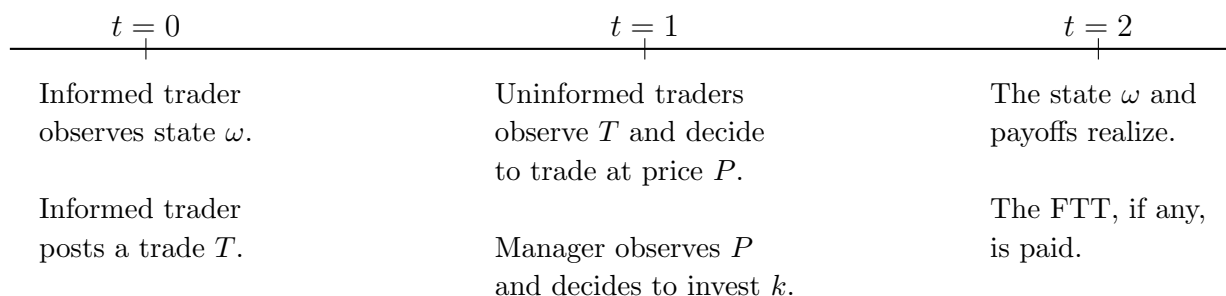 t = 0
t = 1
t = 2
Informed trader
observes state ω.
Informed trader
posts a trade T.
Uninformed traders
observe T and decide
to trade at price P.
Manager observes P
and decides to invest k.
The state ω and
payoffs realize.
The FTT, if any,
is paid.